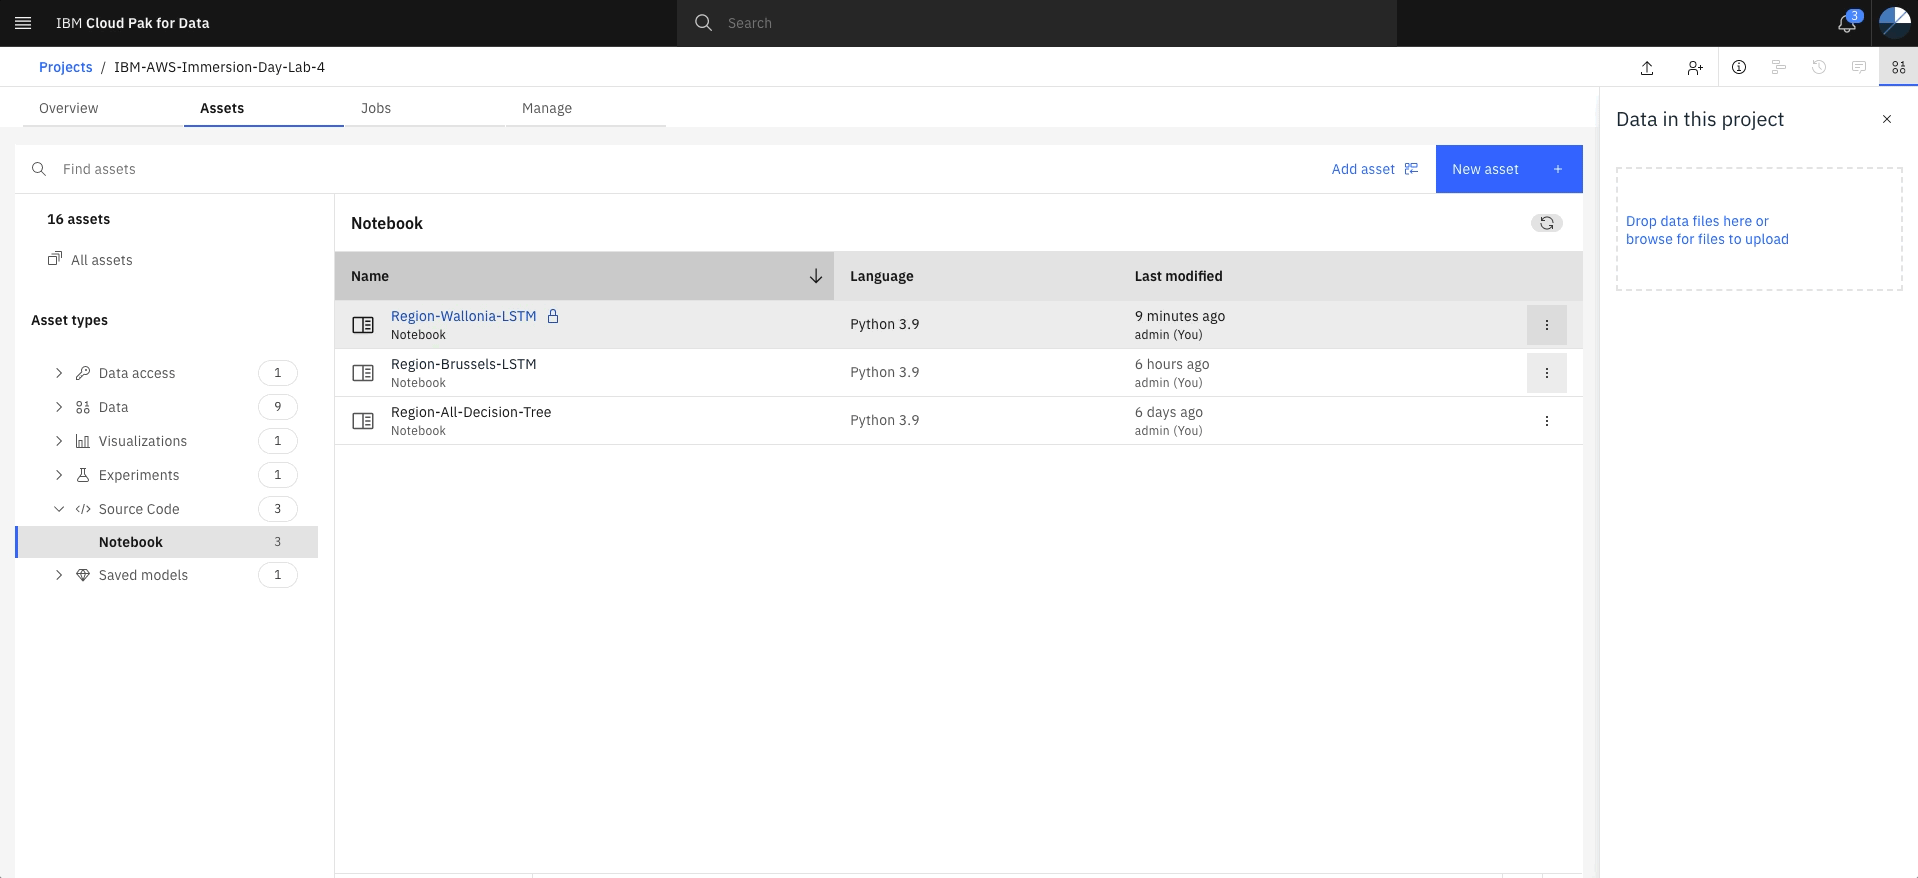 IBM Cloud Pak for Data
Search
3
Projects / IBM-AWS-Immersion-Day-Lab-4
Overview
Assets
Jobs
Manage
Find assets
Add asset
New asset +
16 assets
All assets
Asset types
Data access 1
Data 9
Visualizations 1
Experiments 1
Source Code 3
Notebook 3
Saved models 1
Notebook
Name Language Last modified
Region-Wallonia-LSTM
Notebook
Python 3.9
9 minutes ago
admin (You)
Region-Brussels-LSTM
Notebook
Python 3.9
6 hours ago
admin (You)
Region-All-Decision-Tree
Notebook
Python 3.9
6 days ago
admin (You)
Data in this project
Drop data files here or
browse for files to upload